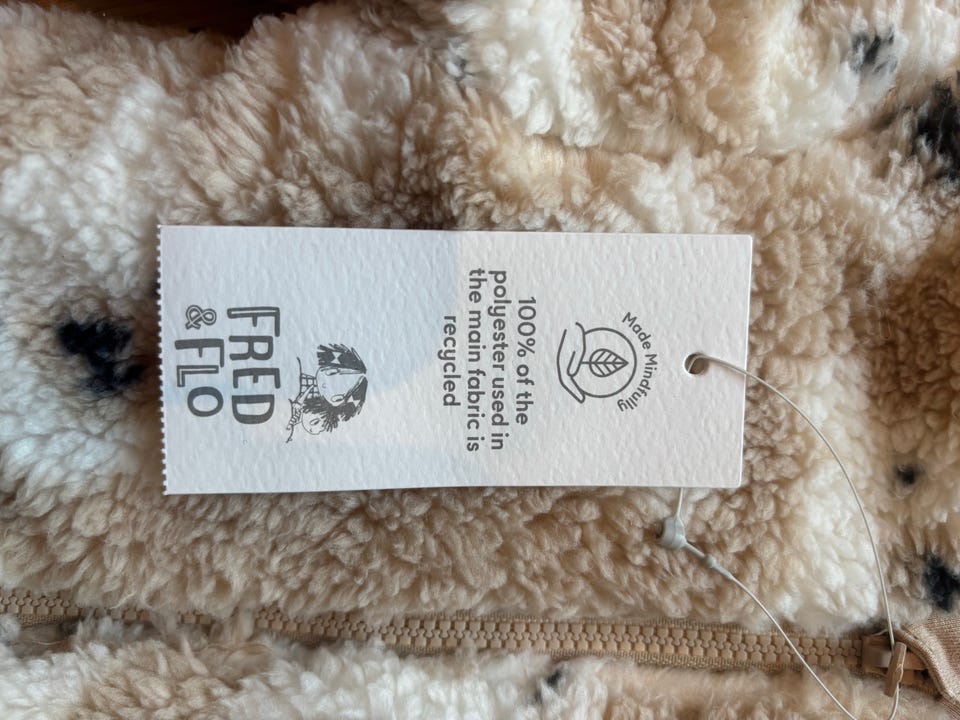 Made Mindfully
100% of the
polyester used in
the main fabric is
recycled
FRED
& FLO